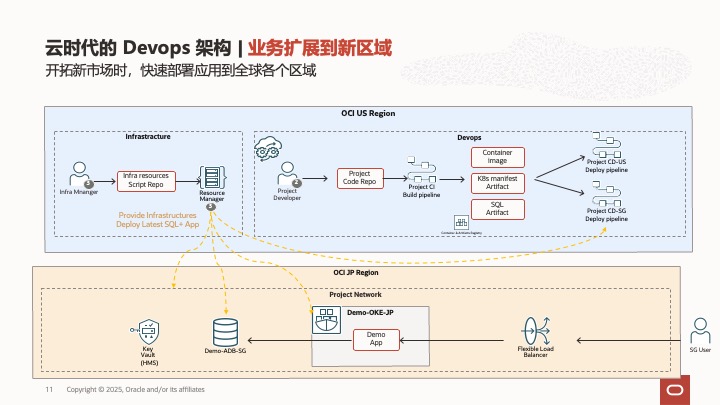 云时代的 Devops 架构 | 业务扩展到新区域
开拓新市场时，快速部署应用到全球各个区域
OCI US Region
Infrastracture
Infra Mnanger
Infra resources
Script Repo
Resource
Manager
Provide Infrastructures
Deploy Latest SQL+ App
Devops
Project
Developer
Project
Code Repo
Project CI
Build pipeline
Container
image
K8s manifest
Artifact
SQL
Artifact
Container & Artifacts Registry
Project CD-US
Deploy pipeline
Project CD-SG
Deploy pipeline
OCI JP Region
Project Network
Key
Vault
(HMS)
Demo-ADB-SG
Demo-OKE-JP
Demo
App
Flexible Load
Balancer
SG User
11 Copyright © 2025, Oracle and/or its affiliates